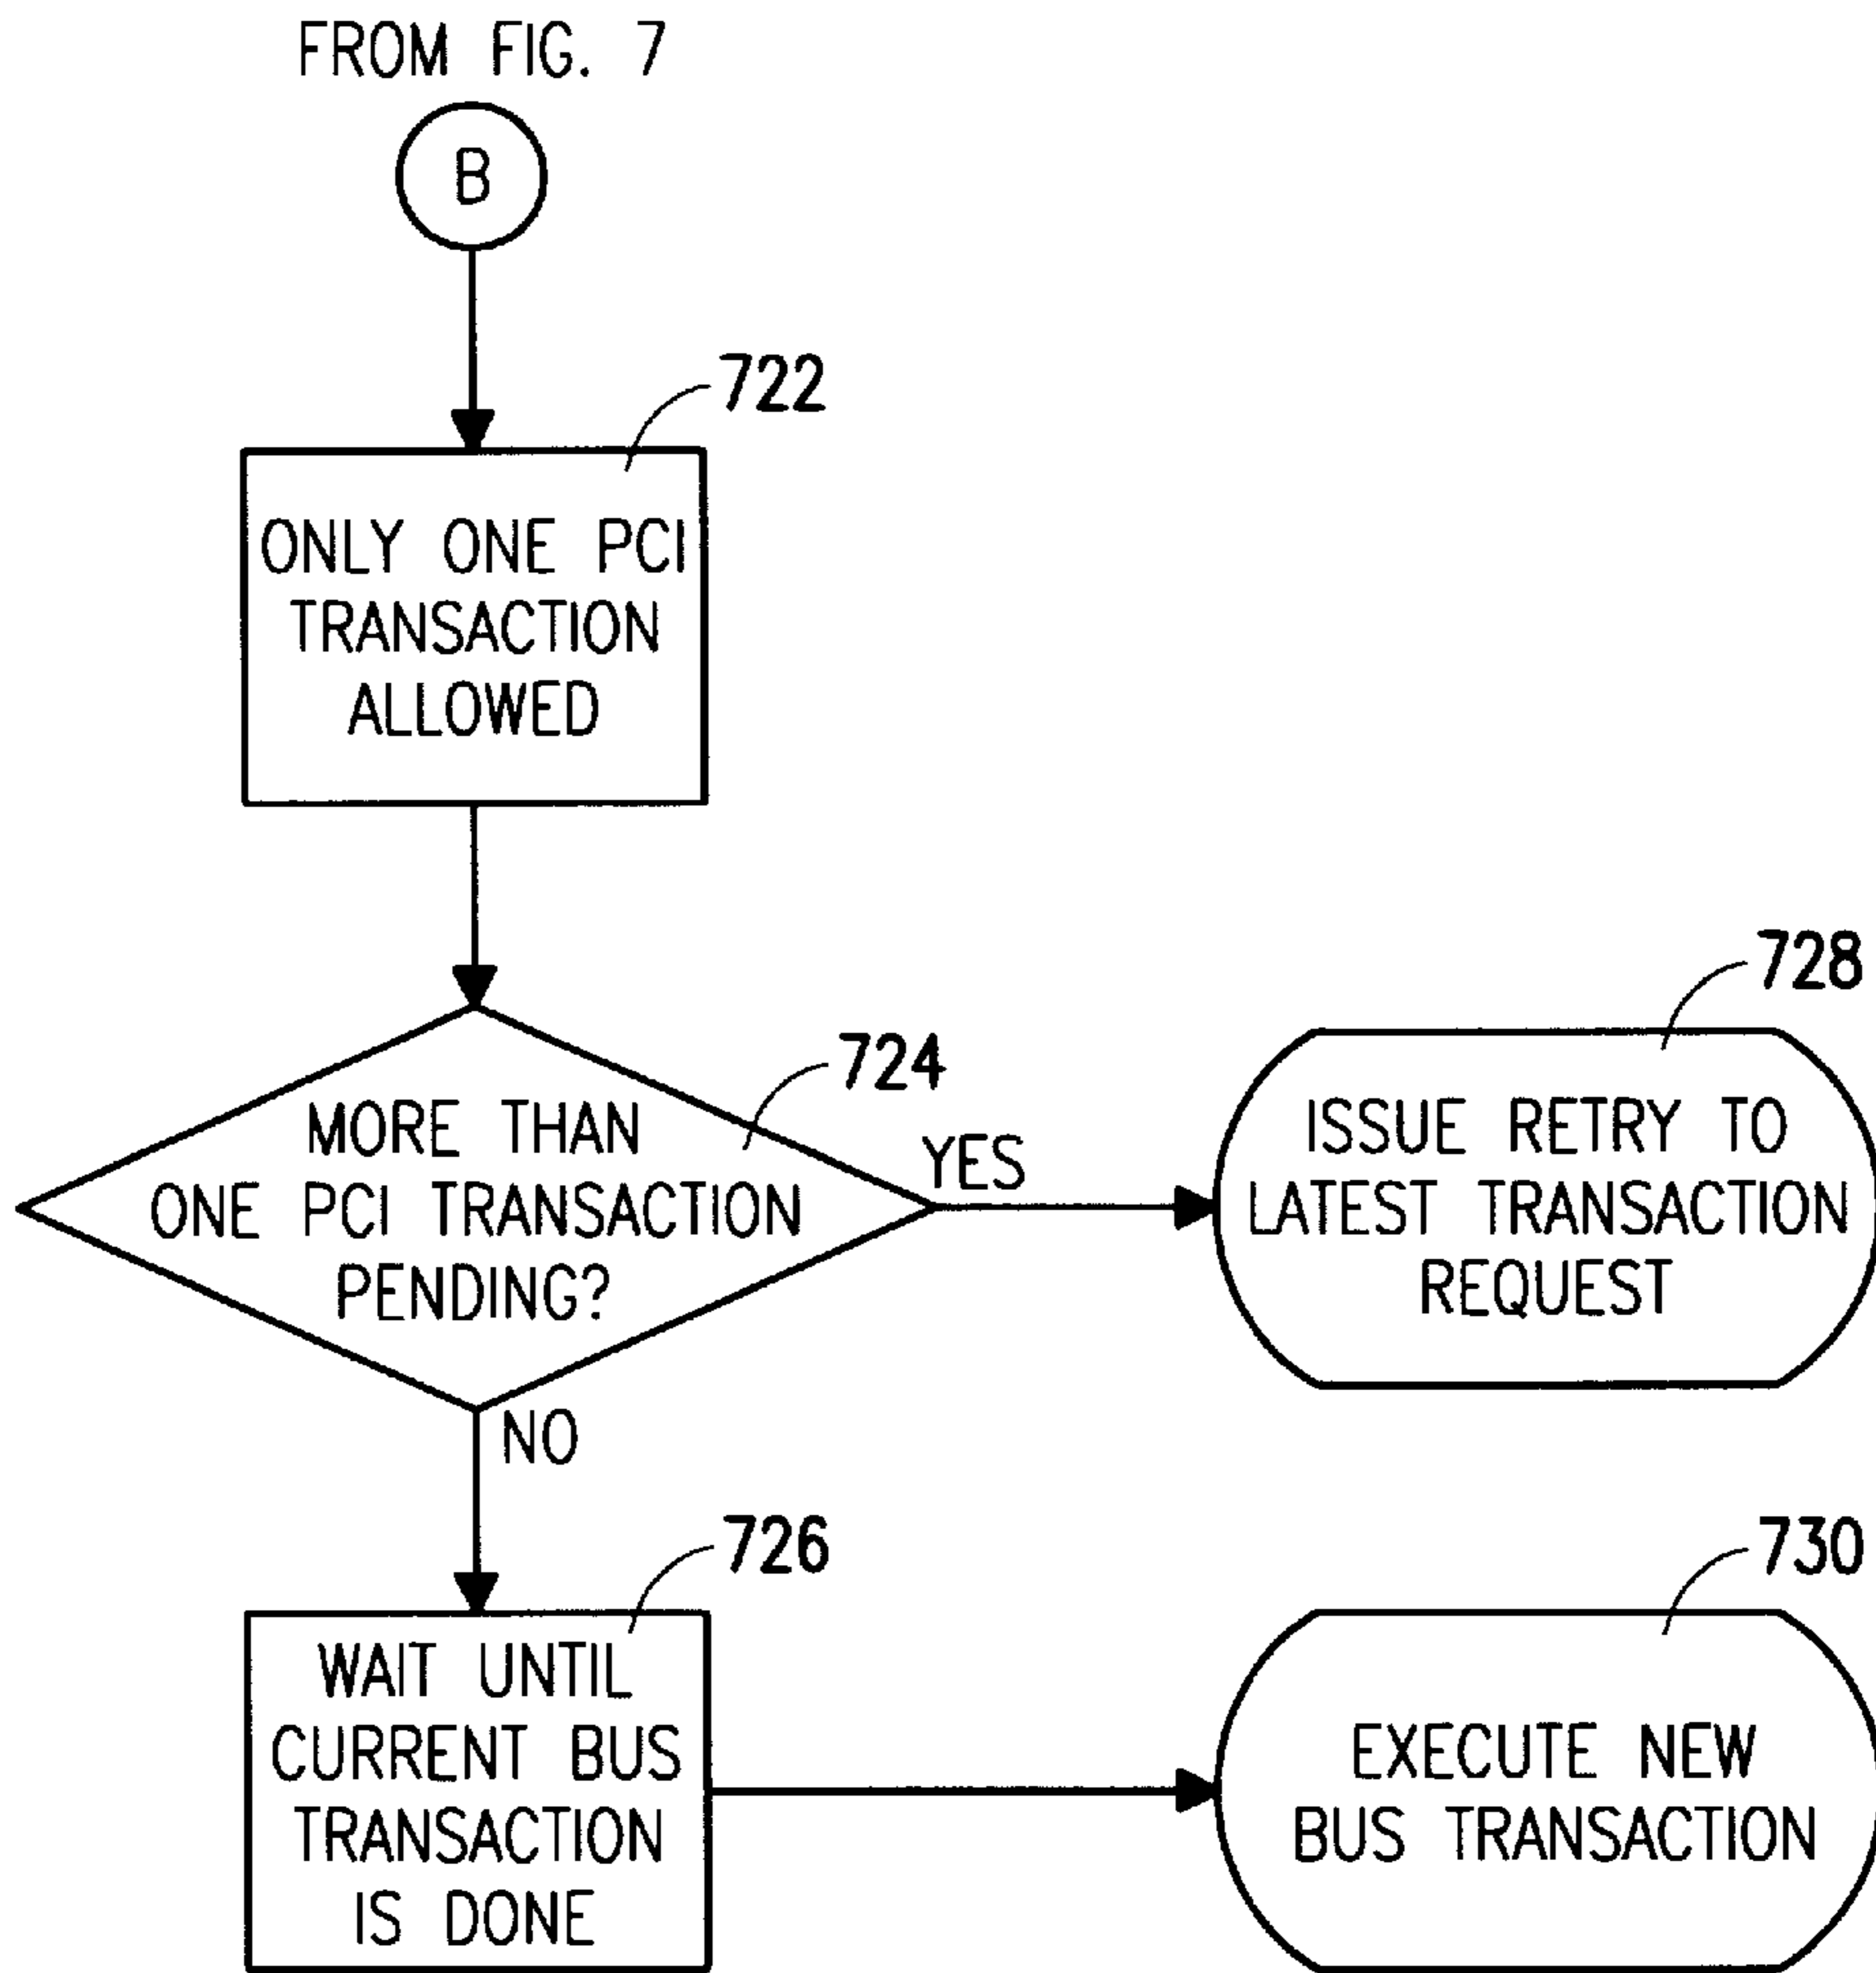 FROM FIG. 7
B
722
ONLY ONE PCI
TRANSACTION
ALLOWED
724
MORE THAN
ONE PCI TRANSACTION
PENDING?
YES
728
ISSUE RETRY TO
LATEST TRANSACTION
REQUEST
NO
726
WAIT UNTIL
CURRENT BUS
TRANSACTION
IS DONE
730
EXECUTE NEW
BUS TRANSACTION